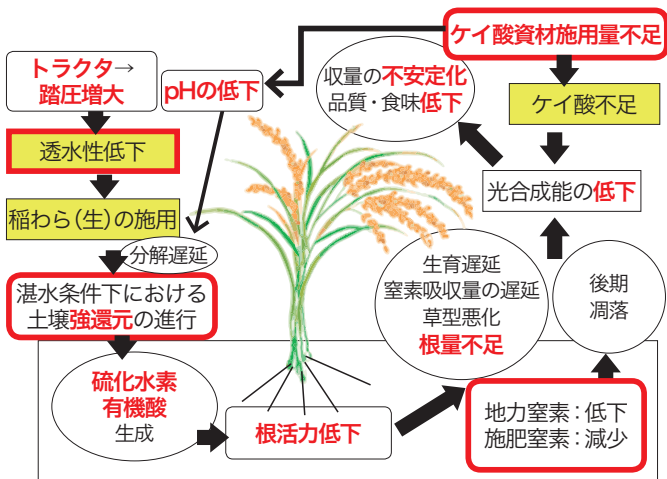 ケイ酸資材施用量不足
トラクタ→
踏圧増大
pHの低下
収量の不安定化
品質・食味低下
ケイ酸不足
透水性低下
光合成能の低下
稲わら(生)の施用
分解遅延
湛水条件下における
土壌強還元の進行
生育遅延
窒素吸収量の遅延
草型悪化
根量不足
後期
凋落
硫化水素
有機酸
生成
根活力低下
地力窒素:低下
施肥窒素:減少